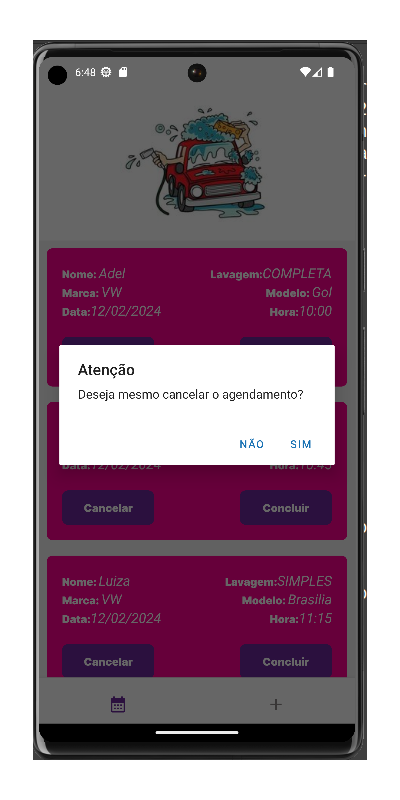 6:48
Nome: Adel Lavagem:COMPLETA
Marca: VW Modelo: Gol
Data:12/02/2024 Hora:10:00
Atenção
Deseja mesmo cancelar o agendamento?
NÃO SIM
Data:12/02/2024 Hora:10:45
Cancelar Concluir
Nome: Luiza Lavagem:SIMPLES
Marca: VW Modelo: Brasilia
Data:12/02/2024 Hora:11:15
Cancelar Concluir